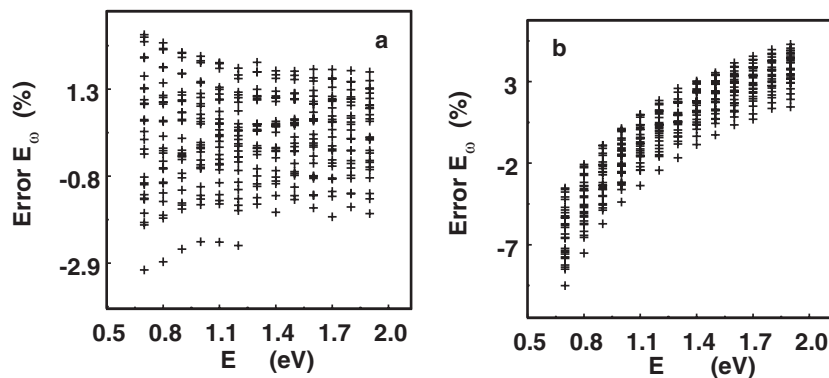 a
1.3
-0.8
-2.9
Error E_ω (%)
0.5 0.8 1.1 1.4 1.7 2.0
E (eV)
b
3
-2
-7
Error E_ω (%)
0.5 0.8 1.1 1.4 1.7 2.0
E (eV)